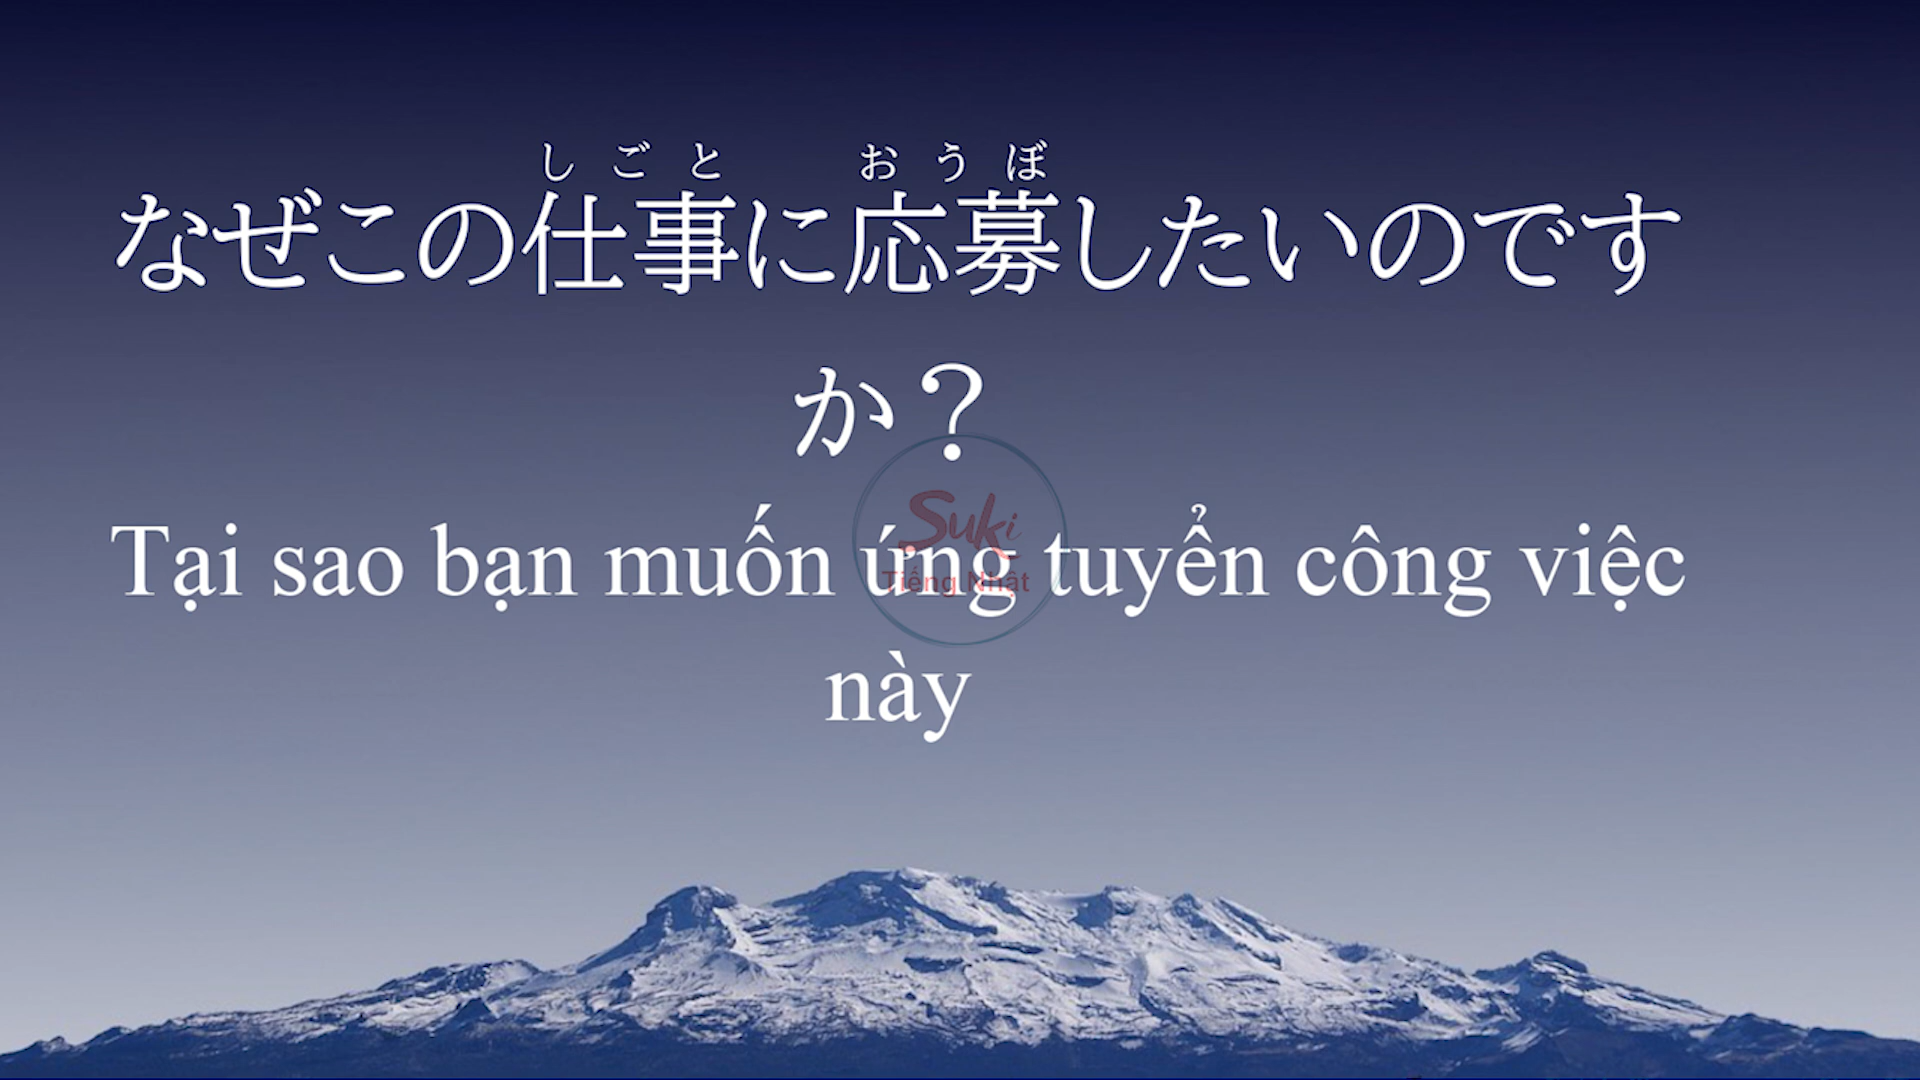 しごと おうぼ
なぜこの仕事に応募したいのです
か？
Tại sao bạn muốn ứng tuyển công việc
này
Suki
Tiếng Nhật